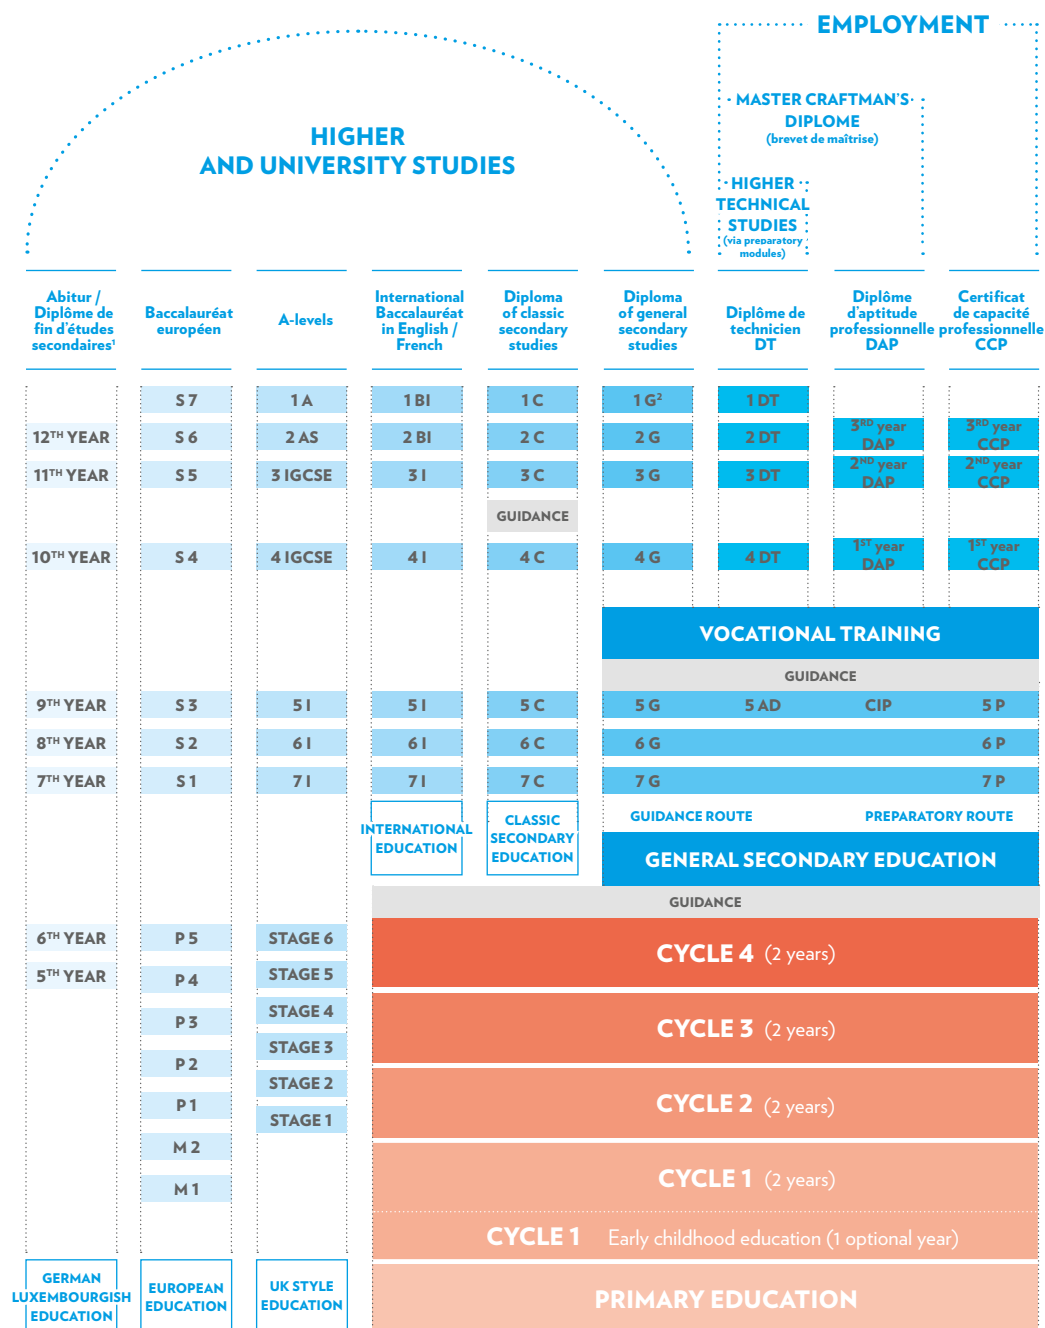 EMPLOYMENT
MASTER CRAFTMAN'S
DIPLOME
(brevet de maîtrise)
HIGHER
AND UNIVERSITY STUDIES
HIGHER
TECHNICAL
STUDIES
(via preparatory
modules)
Abitur /
Diplôme de
fin d'études
secondaires¹
Baccalauréat
européen
A-levels
International
Baccalauréat
in English /
French
Diploma
of classic
secondary
studies
Diploma
of general
secondary
studies
Diplôme de
technicien
DT
Diplôme
d'aptitude
professionnelle
DAP
Certificat
de capacité
professionnelle
CCP
S 7
1 A
1 BI
1 C
1 G²
1 DT
12TH YEAR
S 6
2 AS
2 BI
2 C
2 G
2 DT
3RD year
DAP
3RD year
CCP
11TH YEAR
S 5
3 IGCSE
3 I
3 C
3 G
3 DT
2ND year
DAP
2ND year
CCP
GUIDANCE
10TH YEAR
S 4
4 IGCSE
4 I
4 C
4 G
4 DT
1ST year
DAP
1ST year
CCP
VOCATIONAL TRAINING
GUIDANCE
9TH YEAR
S 3
5 I
5 I
5 C
5 G
5 AD
CIP
5 P
8TH YEAR
S 2
6 I
6 I
6 C
6 G
6 P
7TH YEAR
S 1
7 I
7 I
7 C
7 G
7 P
INTERNATIONAL
EDUCATION
CLASSIC
SECONDARY
EDUCATION
GUIDANCE ROUTE
PREPARATORY ROUTE
GENERAL SECONDARY EDUCATION
GUIDANCE
6TH YEAR
P 5
STAGE 6
CYCLE 4 (2 years)
5TH YEAR
P 4
STAGE 5
P 3
STAGE 4
CYCLE 3 (2 years)
STAGE 3
P 2
STAGE 2
P 1
STAGE 1
CYCLE 2 (2 years)
M 2
M 1
CYCLE 1 (2 years)
CYCLE 1 Early childhood education (1 optional year)
GERMAN
LUXEMBOURGISH
EDUCATION
EUROPEAN
EDUCATION
UK STYLE
EDUCATION
PRIMARY EDUCATION